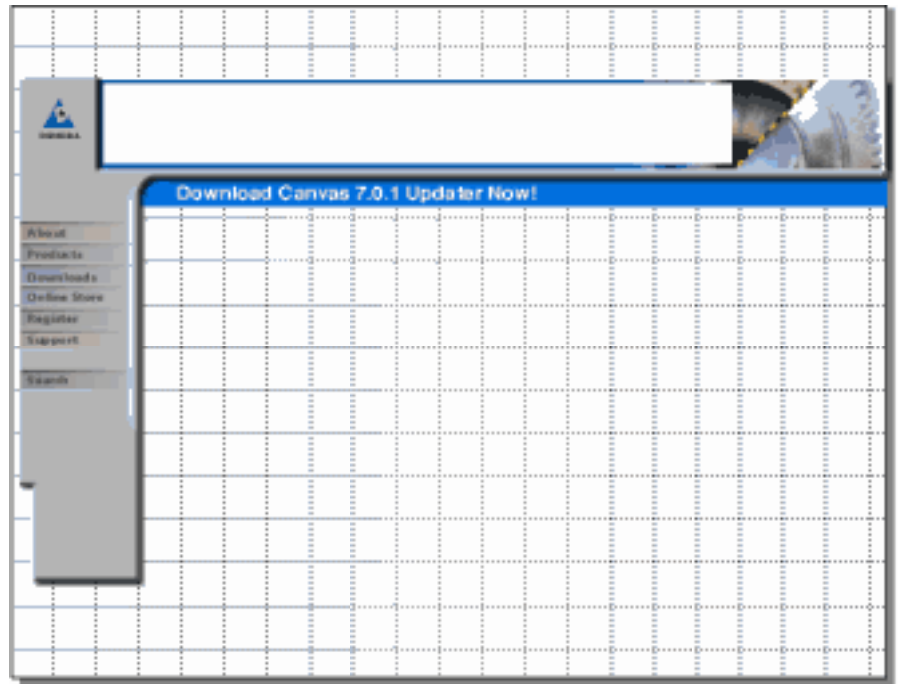 Download Canvas 7.0.1 Updater Now!
About
Products
Downloads
Online Store
Register
Support
Search